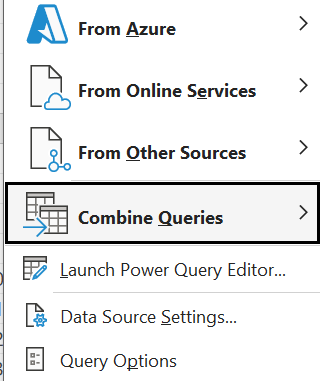 From Azure
From Online Services
From Other Sources
Combine Queries
Launch Power Query Editor...
Data Source Settings...
Query Options